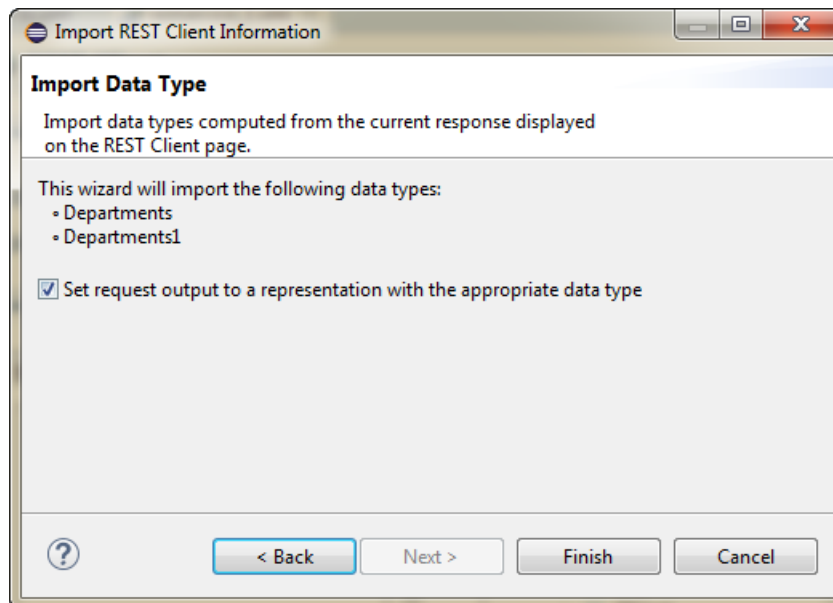 Import REST Client Information
Import Data Type
Import data types computed from the current response displayed
on the REST Client page.
This wizard will import the following data types:
∘ Departments
∘ Departments1
Set request output to a representation with the appropriate data type
?
< Back
Next >
Finish
Cancel